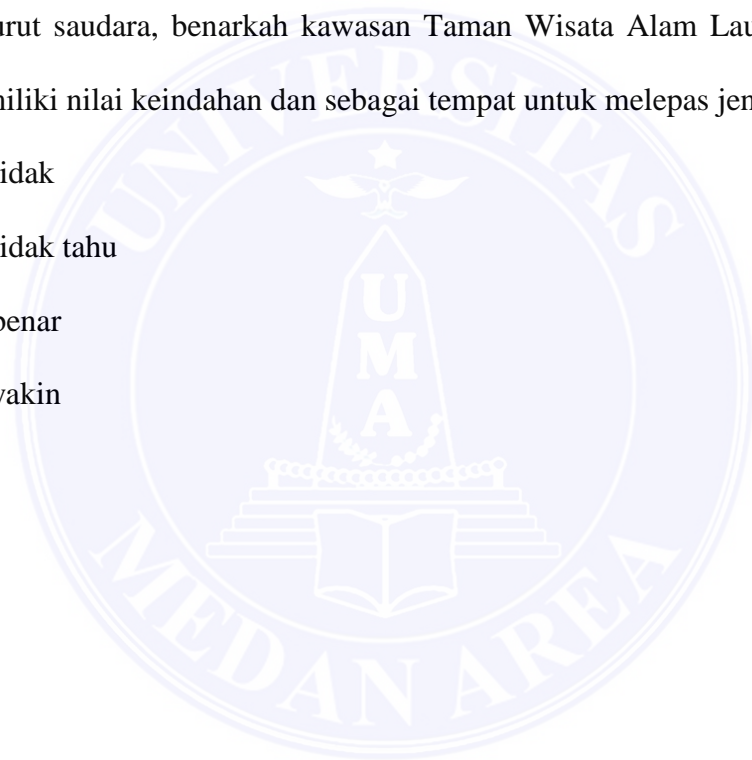 urut saudara, benarkah kawasan Taman Wisata Alam Lau
niliki nilai keindahan dan sebagai tempat untuk melepas jen
idak
idak tahu
benar
yakin
UNIVERSITAS
UMA
MEDAN AREA